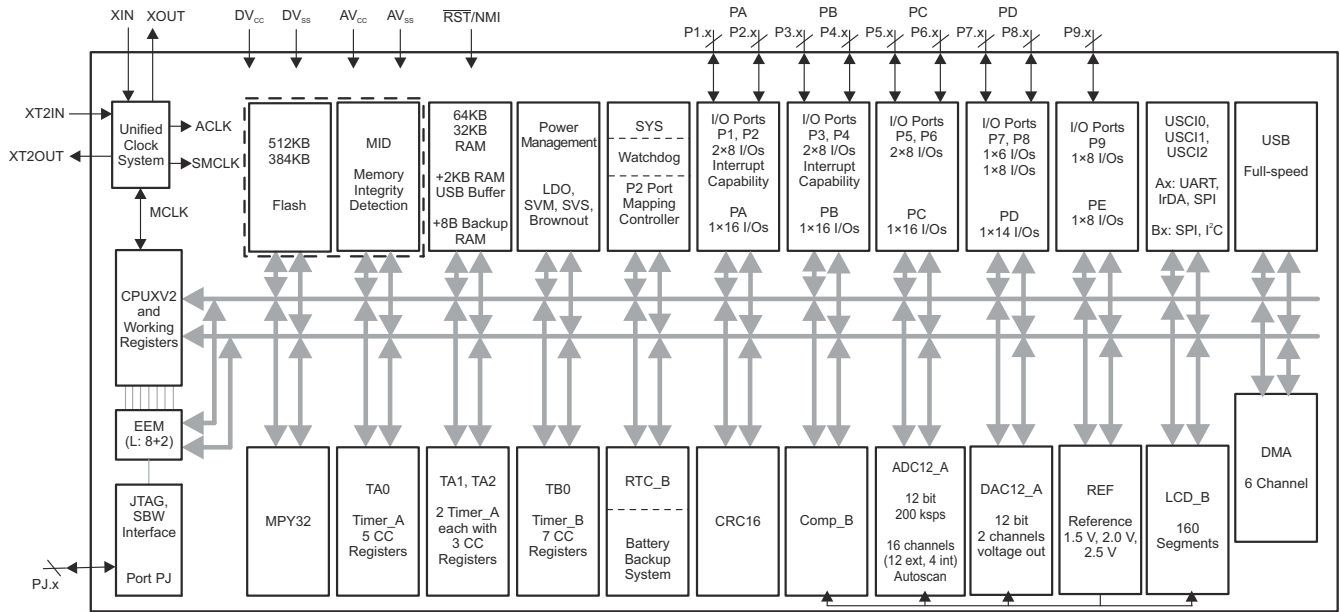 XIN XOUT DVCC DVSS AVCC AVSS RST/NMI PA PB PC PD
P1.x P2.x P3.x P4.x P5.x P6.x P7.x P8.x P9.x
XT2IN
XT2OUT
Unified
Clock
System
ACLK
SMCLK
MCLK
512KB
384KB
Flash
MID
Memory
Integrity
Detection
64KB
32KB
RAM
+2KB RAM
USB Buffer
+8B Backup
RAM
Power
Management
LDO,
SVM, SVS,
Brownout
SYS
Watchdog
P2 Port
Mapping
Controller
I/O Ports
P1, P2
2×8 I/Os
Interrupt
Capability
PA
1×16 I/Os
I/O Ports
P3, P4
2×8 I/Os
Interrupt
Capability
PB
1×16 I/Os
I/O Ports
P5, P6
2×8 I/Os
PC
1×16 I/Os
I/O Ports
P7, P8
1×6 I/Os
1×8 I/Os
PD
1×14 I/Os
I/O Ports
P9
1×8 I/Os
PE
1×8 I/Os
USCI0,
USCI1,
USCI2
Ax: UART,
IrDA, SPI
Bx: SPI, I²C
USB
Full-speed
CPUXV2
and
Working
Registers
EEM
(L: 8+2)
JTAG,
SBW
Interface
Port PJ
PJ.x
MPY32
TA0
Timer_A
5 CC
Registers
TA1, TA2
2 Timer_A
each with
3 CC
Registers
TB0
Timer_B
7 CC
Registers
RTC_B
Battery
Backup
System
CRC16
Comp_B
ADC12_A
12 bit
200 ksps
16 channels
(12 ext, 4 int)
Autoscan
DAC12_A
12 bit
2 channels
voltage out
REF
Reference
1.5 V, 2.0 V,
2.5 V
LCD_B
160
Segments
DMA
6 Channel